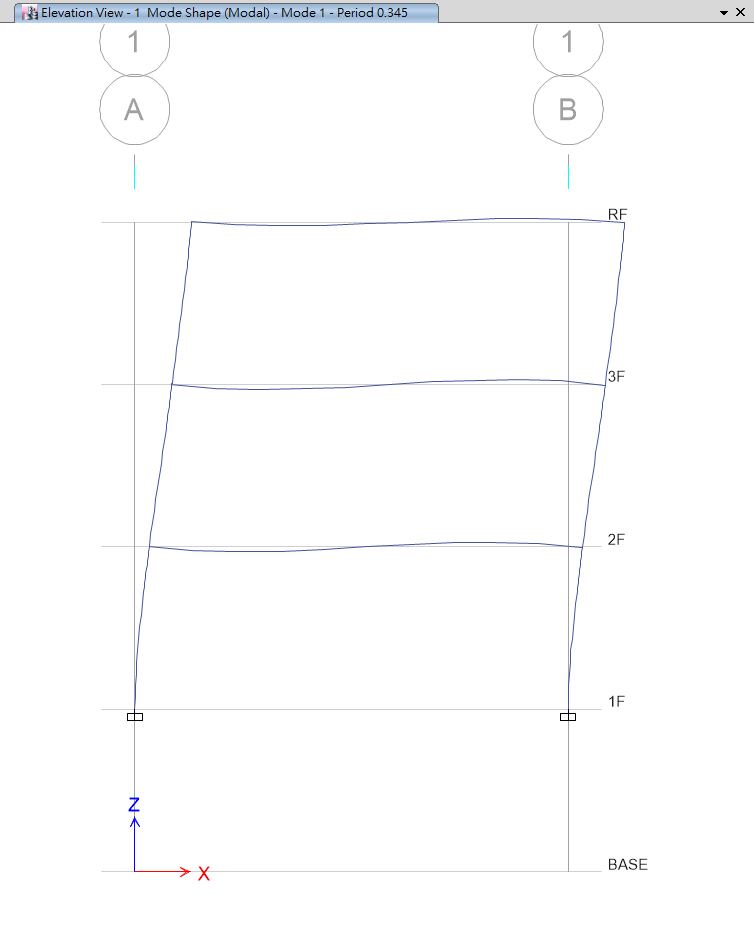 Elevation View - 1  Mode Shape (Modal) - Mode 1 - Period 0.345
1 1
A B
RF
3F
2F
1F
Z
X
BASE